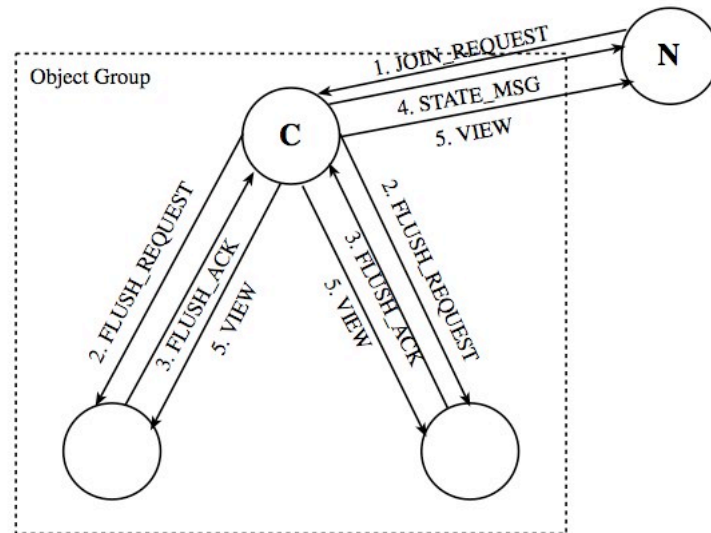 1. JOIN_REQUEST
N
Object Group
4. STATE_MSG
C
5. VIEW
2. FLUSH_REQUEST
3. FLUSH_ACK
5. VIEW
5. VIEW
3. FLUSH_ACK
2. FLUSH_REQUEST